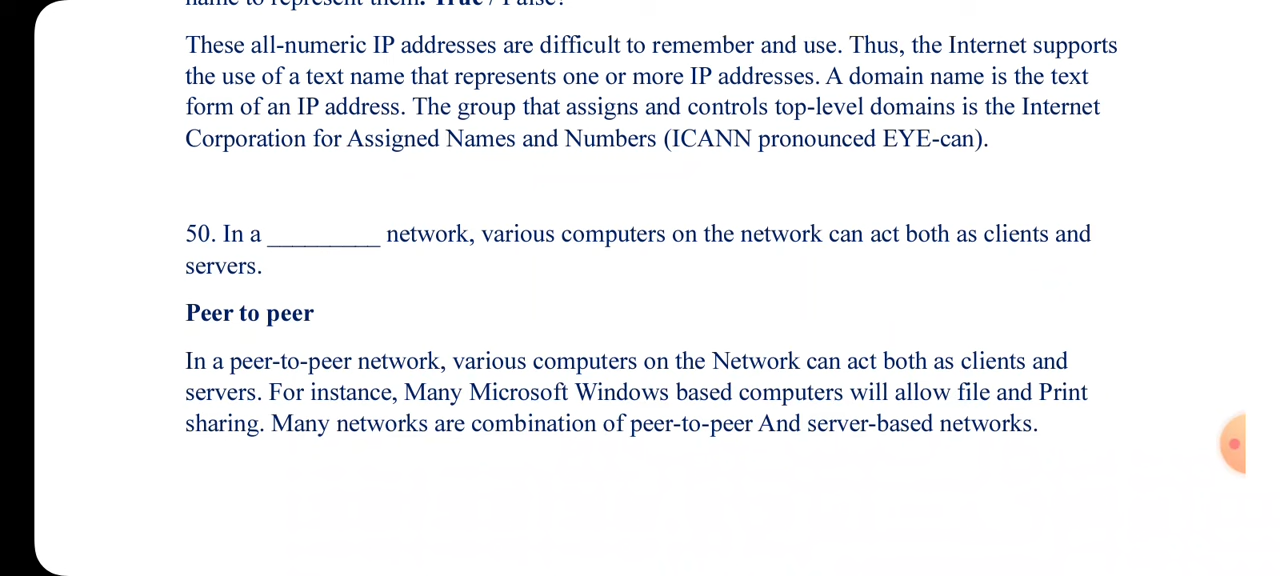 name to represent them. True / False?
These all-numeric IP addresses are difficult to remember and use. Thus, the Internet supports
the use of a text name that represents one or more IP addresses. A domain name is the text
form of an IP address. The group that assigns and controls top-level domains is the Internet
Corporation for Assigned Names and Numbers (ICANN pronounced EYE-can).
50. In a _________ network, various computers on the network can act both as clients and
servers.
Peer to peer
In a peer-to-peer network, various computers on the Network can act both as clients and
servers. For instance, Many Microsoft Windows based computers will allow file and Print
sharing. Many networks are combination of peer-to-peer And server-based networks.